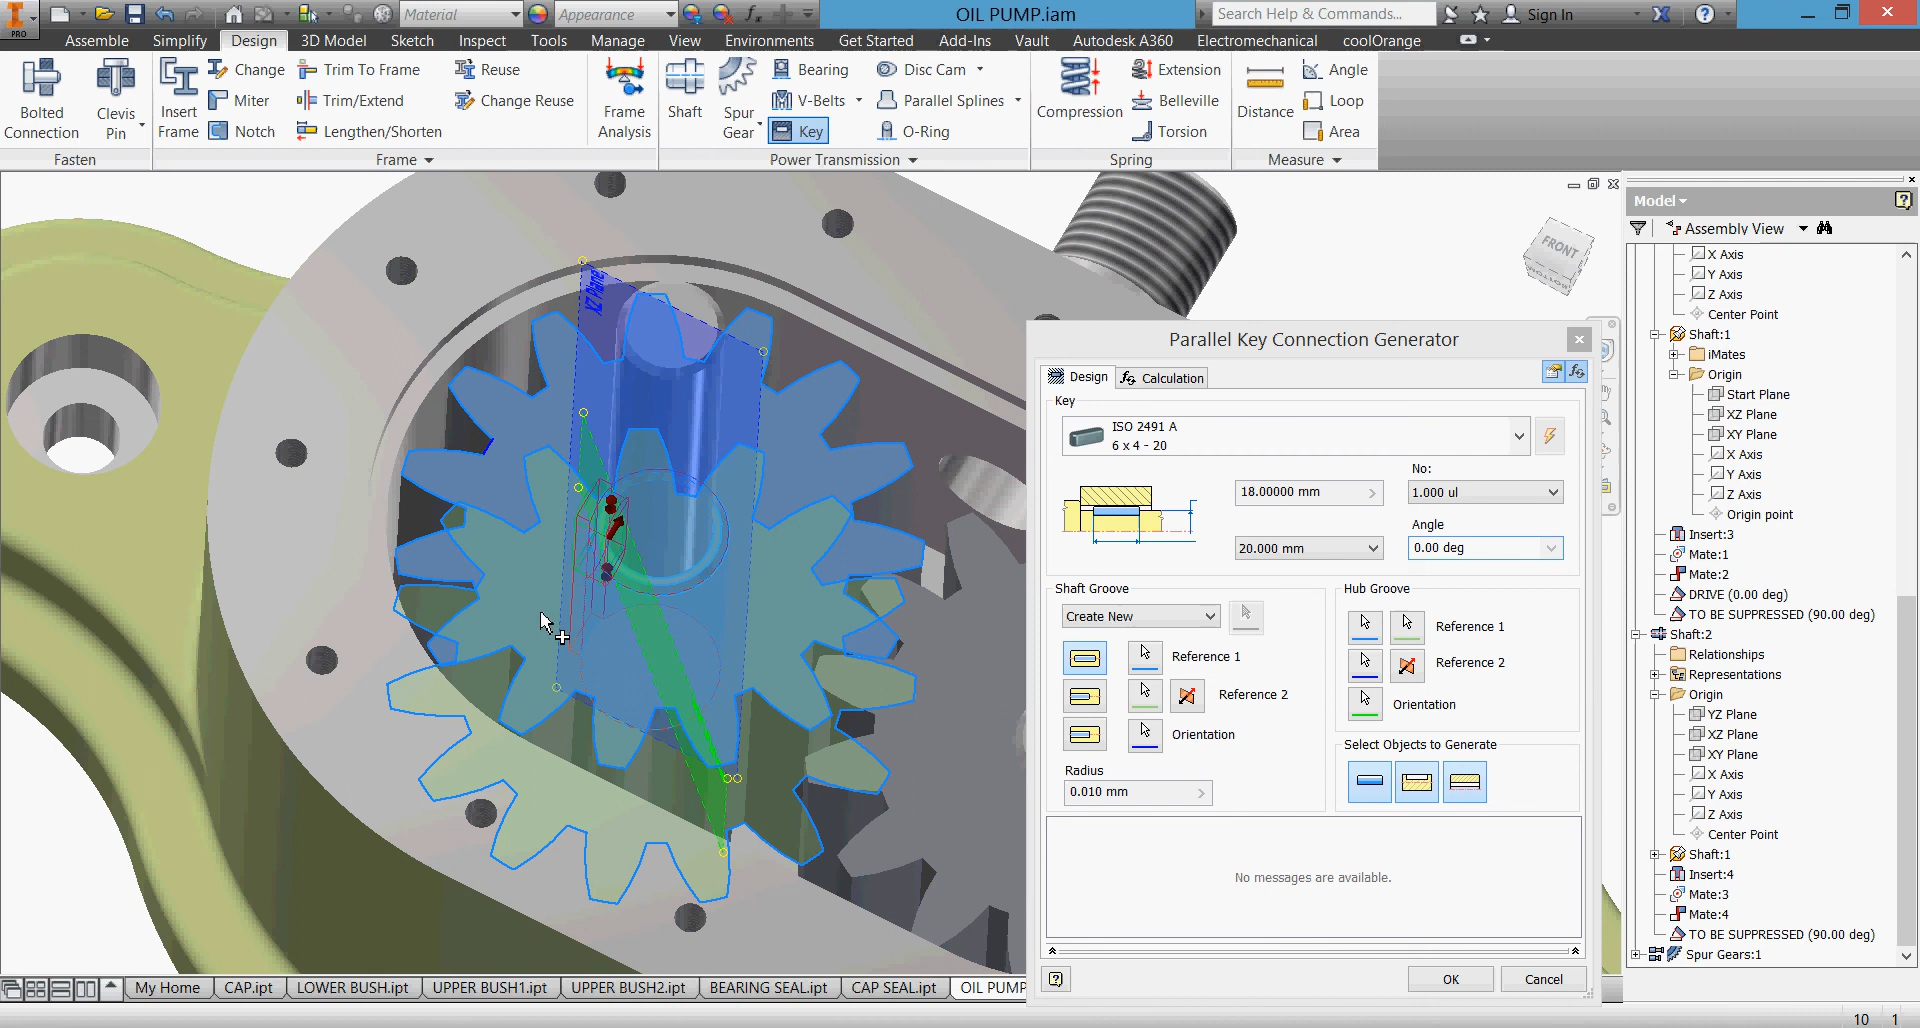 PRO
Material
Appearance
OIL PUMP.iam
Search Help & Commands...
Sign In
Assemble Simplify Design 3D Model Sketch Inspect Tools Manage View Environments Get Started Add-Ins Vault Autodesk A360 Electromechanical coolOrange
Bolted Connection
Clevis Pin
Fasten
Insert Frame
Change
Miter
Notch
Trim To Frame
Trim/Extend
Lengthen/Shorten
Reuse
Change Reuse
Frame
Frame Analysis
Shaft
Spur Gear
Bearing
V-Belts
Key
Disc Cam
Parallel Splines
O-Ring
Power Transmission
Compression
Extension
Belleville
Torsion
Spring
Distance
Angle
Loop
Area
Measure
XZ Plane
FRONT
BOTTOM
Parallel Key Connection Generator
Design
Calculation
Key
ISO 2491 A
6 x 4 - 20
18.00000 mm
No:
1.000 ul
20.000 mm
Angle
0.00 deg
Shaft Groove
Create New
Reference 1
Reference 2
Orientation
Radius
0.010 mm
Hub Groove
Reference 1
Reference 2
Orientation
Select Objects to Generate
No messages are available.
OK
Cancel
Model
Assembly View
X Axis
Y Axis
Z Axis
Center Point
Shaft:1
iMates
Origin
Start Plane
XZ Plane
XY Plane
X Axis
Y Axis
Z Axis
Origin point
Insert:3
Mate:1
Mate:2
DRIVE (0.00 deg)
TO BE SUPPRESSED (90.00 deg)
Shaft:2
Relationships
Representations
Origin
YZ Plane
XZ Plane
XY Plane
X Axis
Y Axis
Z Axis
Center Point
Shaft:1
Insert:4
Mate:3
Mate:4
TO BE SUPPRESSED (90.00 deg)
Spur Gears:1
My Home CAP.ipt LOWER BUSH.ipt UPPER BUSH1.ipt UPPER BUSH2.ipt BEARING SEAL.ipt CAP SEAL.ipt OIL PUMP
10 1